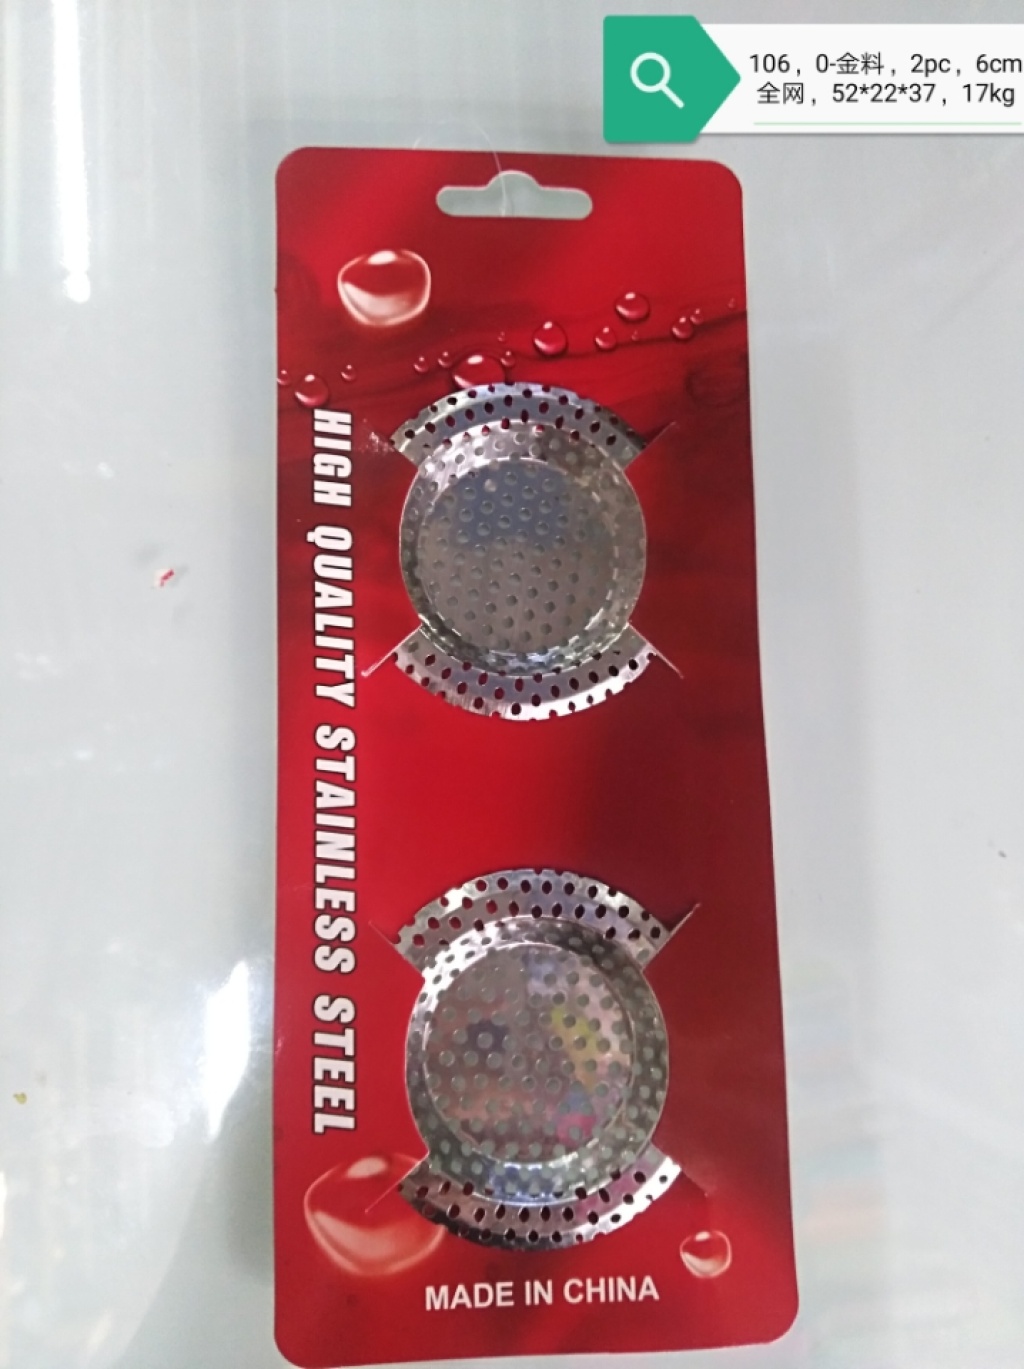 106，0-金料，2pc，6cm
全网，52*22*37，17kg
HIGH QUALITY STAINLESS STEEL
MADE IN CHINA